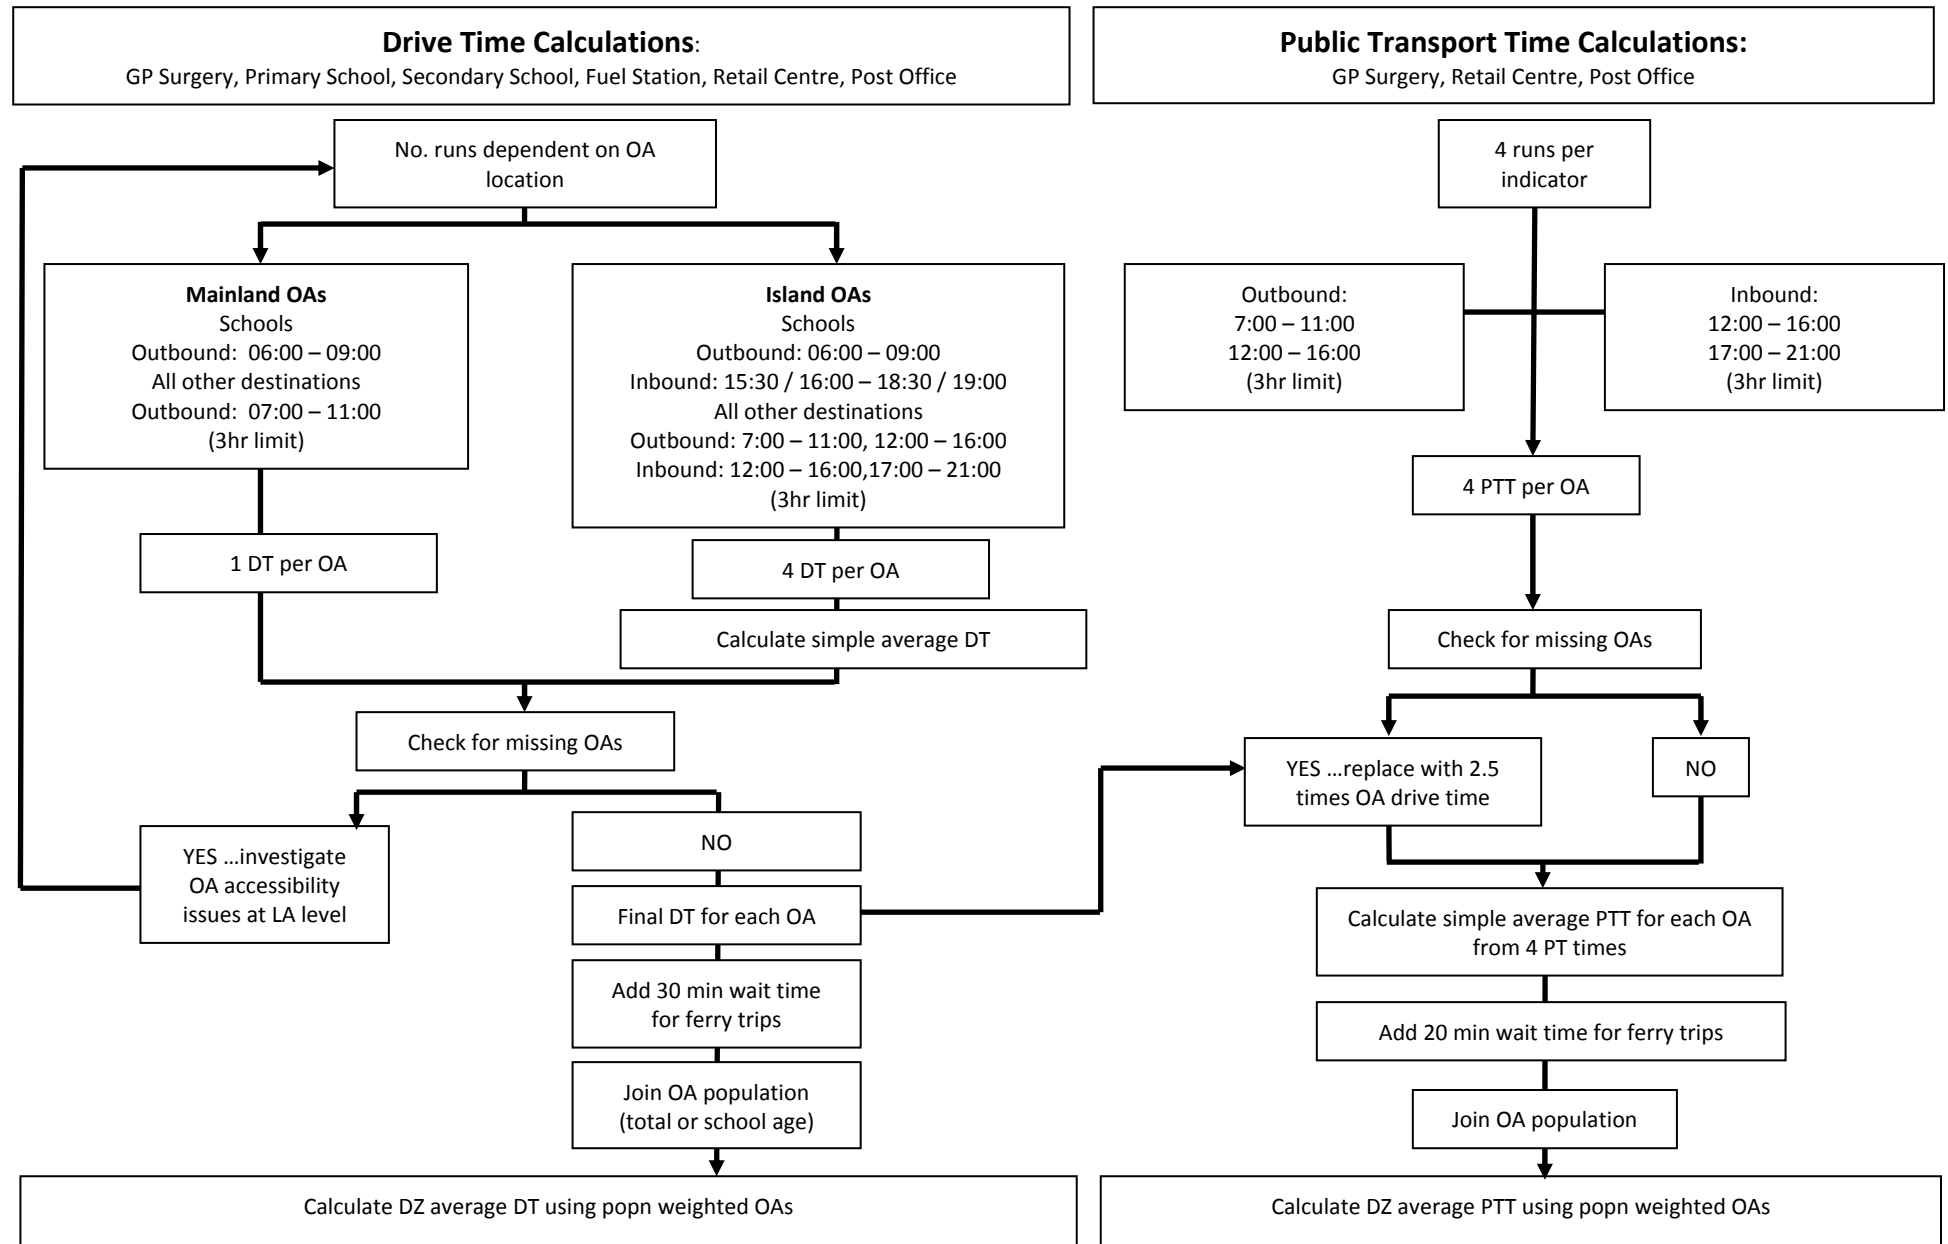 Drive Time Calculations:
GP Surgery, Primary School, Secondary School, Fuel Station, Retail Centre, Post Office
No. runs dependent on OA
location
Mainland OAs
Schools
Outbound:  06:00 – 09:00
All other destinations
Outbound:  07:00 – 11:00
(3hr limit)
Island OAs
Schools
Outbound: 06:00 – 09:00
Inbound: 15:30 / 16:00 – 18:30 / 19:00
All other destinations
Outbound: 7:00 – 11:00, 12:00 – 16:00
Inbound: 12:00 – 16:00,17:00 – 21:00
(3hr limit)
1 DT per OA
4 DT per OA
Calculate simple average DT
Check for missing OAs
YES …investigate
OA accessibility
issues at LA level
NO
Final DT for each OA
Add 30 min wait time
for ferry trips
Join OA population
(total or school age)
Calculate DZ average DT using popn weighted OAs
Public Transport Time Calculations:
GP Surgery, Retail Centre, Post Office
4 runs per
indicator
Outbound:
7:00 – 11:00
12:00 – 16:00
(3hr limit)
Inbound:
12:00 – 16:00
17:00 – 21:00
(3hr limit)
4 PTT per OA
Check for missing OAs
YES …replace with 2.5
times OA drive time
NO
Calculate simple average PTT for each OA
from 4 PT times
Add 20 min wait time for ferry trips
Join OA population
Calculate DZ average PTT using popn weighted OAs